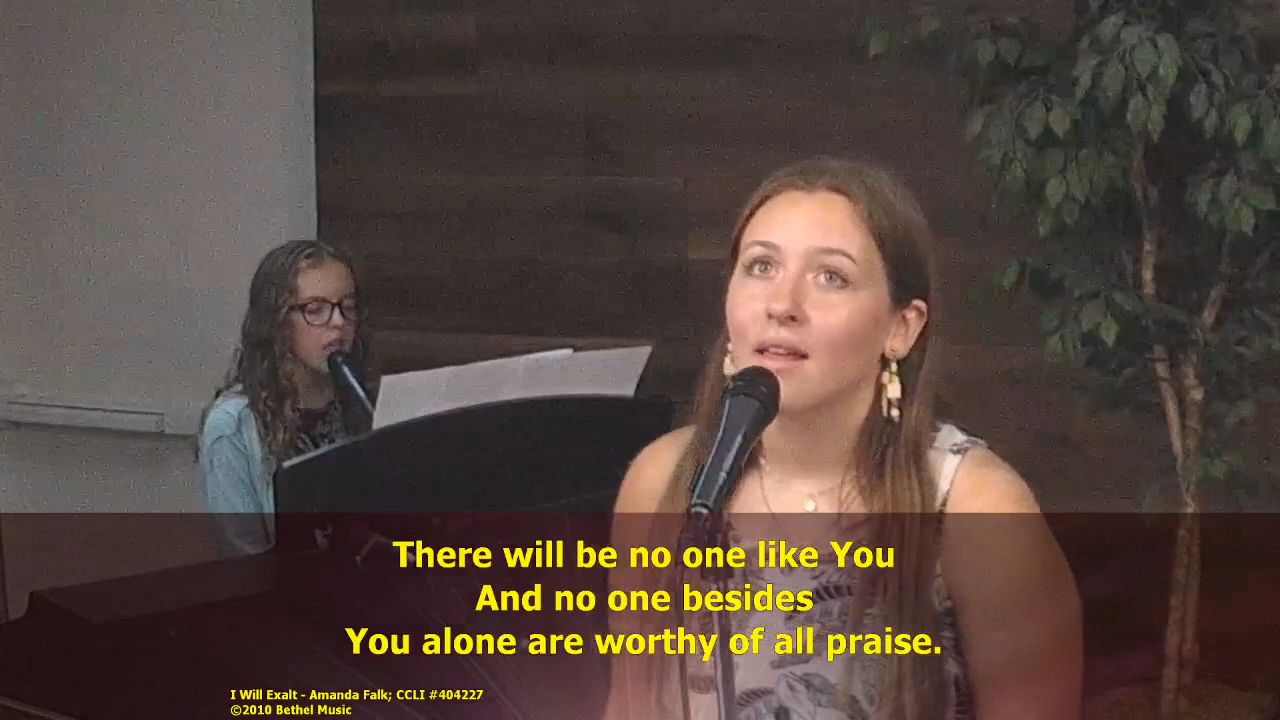 There will be no one like You
And no one besides
You alone are worthy of all praise.
I Will Exalt - Amanda Falk; CCLI #404227
©2010 Bethel Music